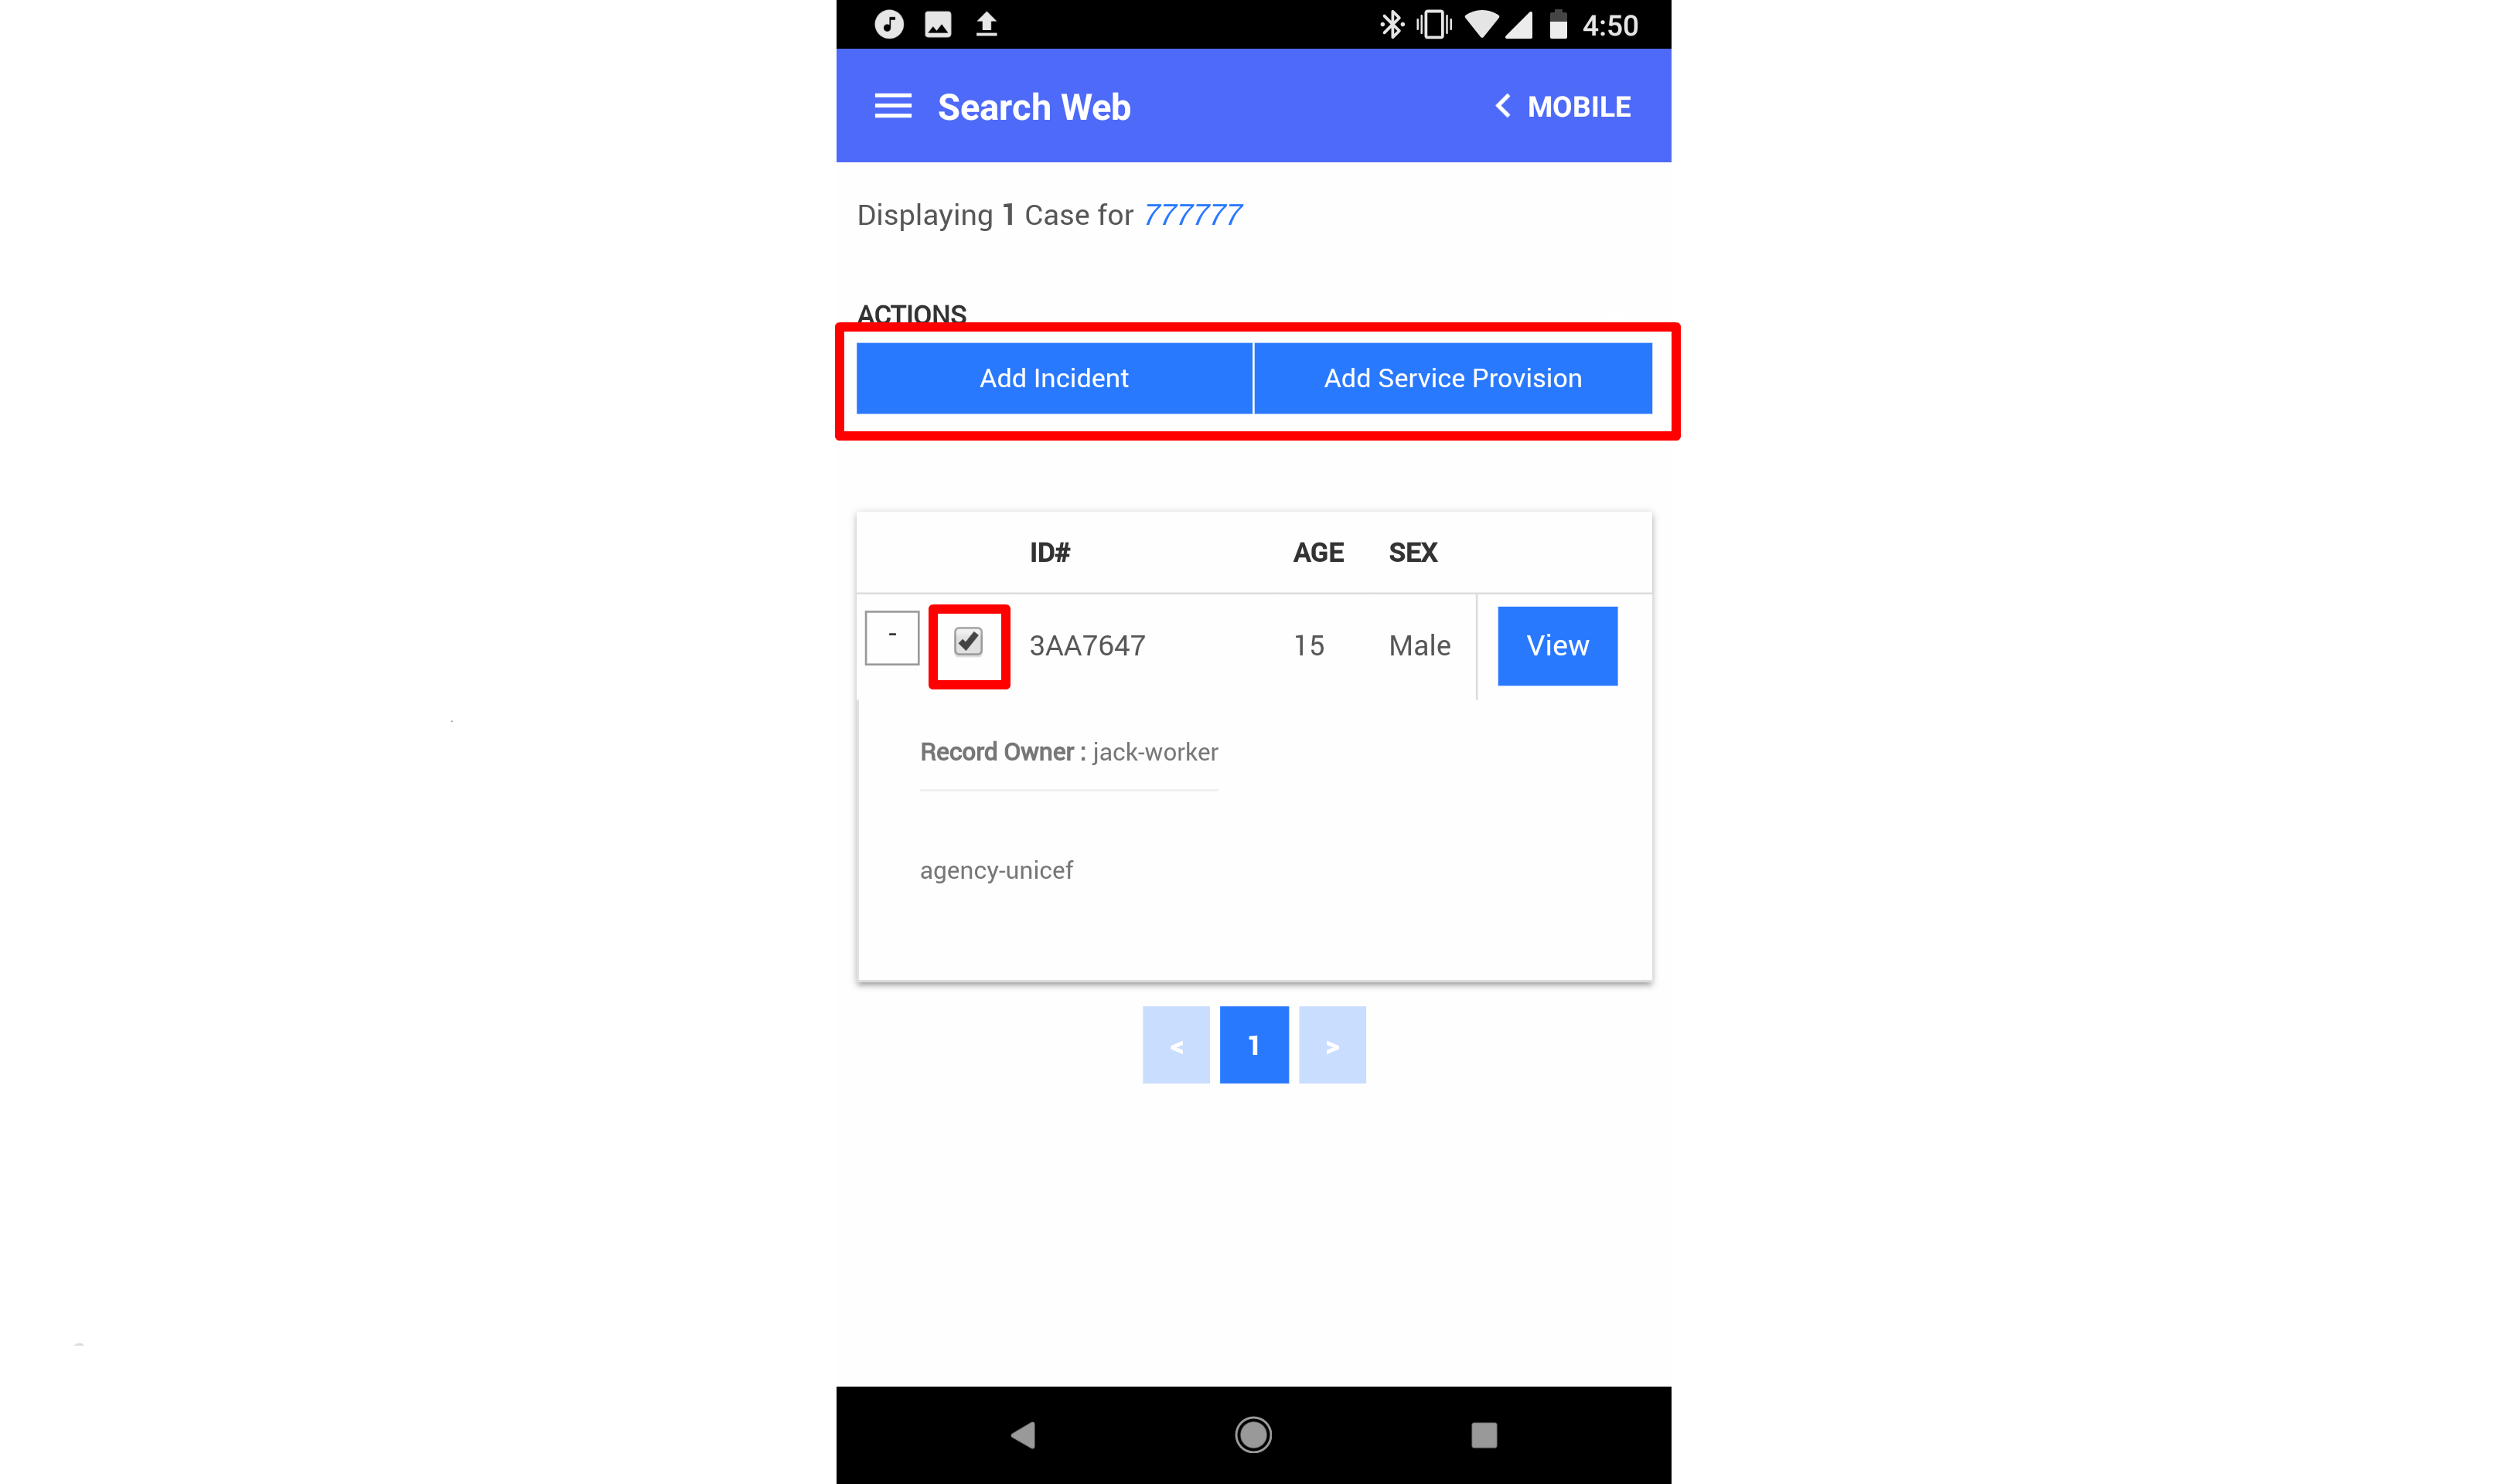 4:50
Search Web
MOBILE
Displaying 1 Case for 777777
ACTIONS
Add Incident
Add Service Provision
ID# AGE SEX
- 3AA7647 15 Male View
Record Owner : jack-worker
agency-unicef
< 1 >